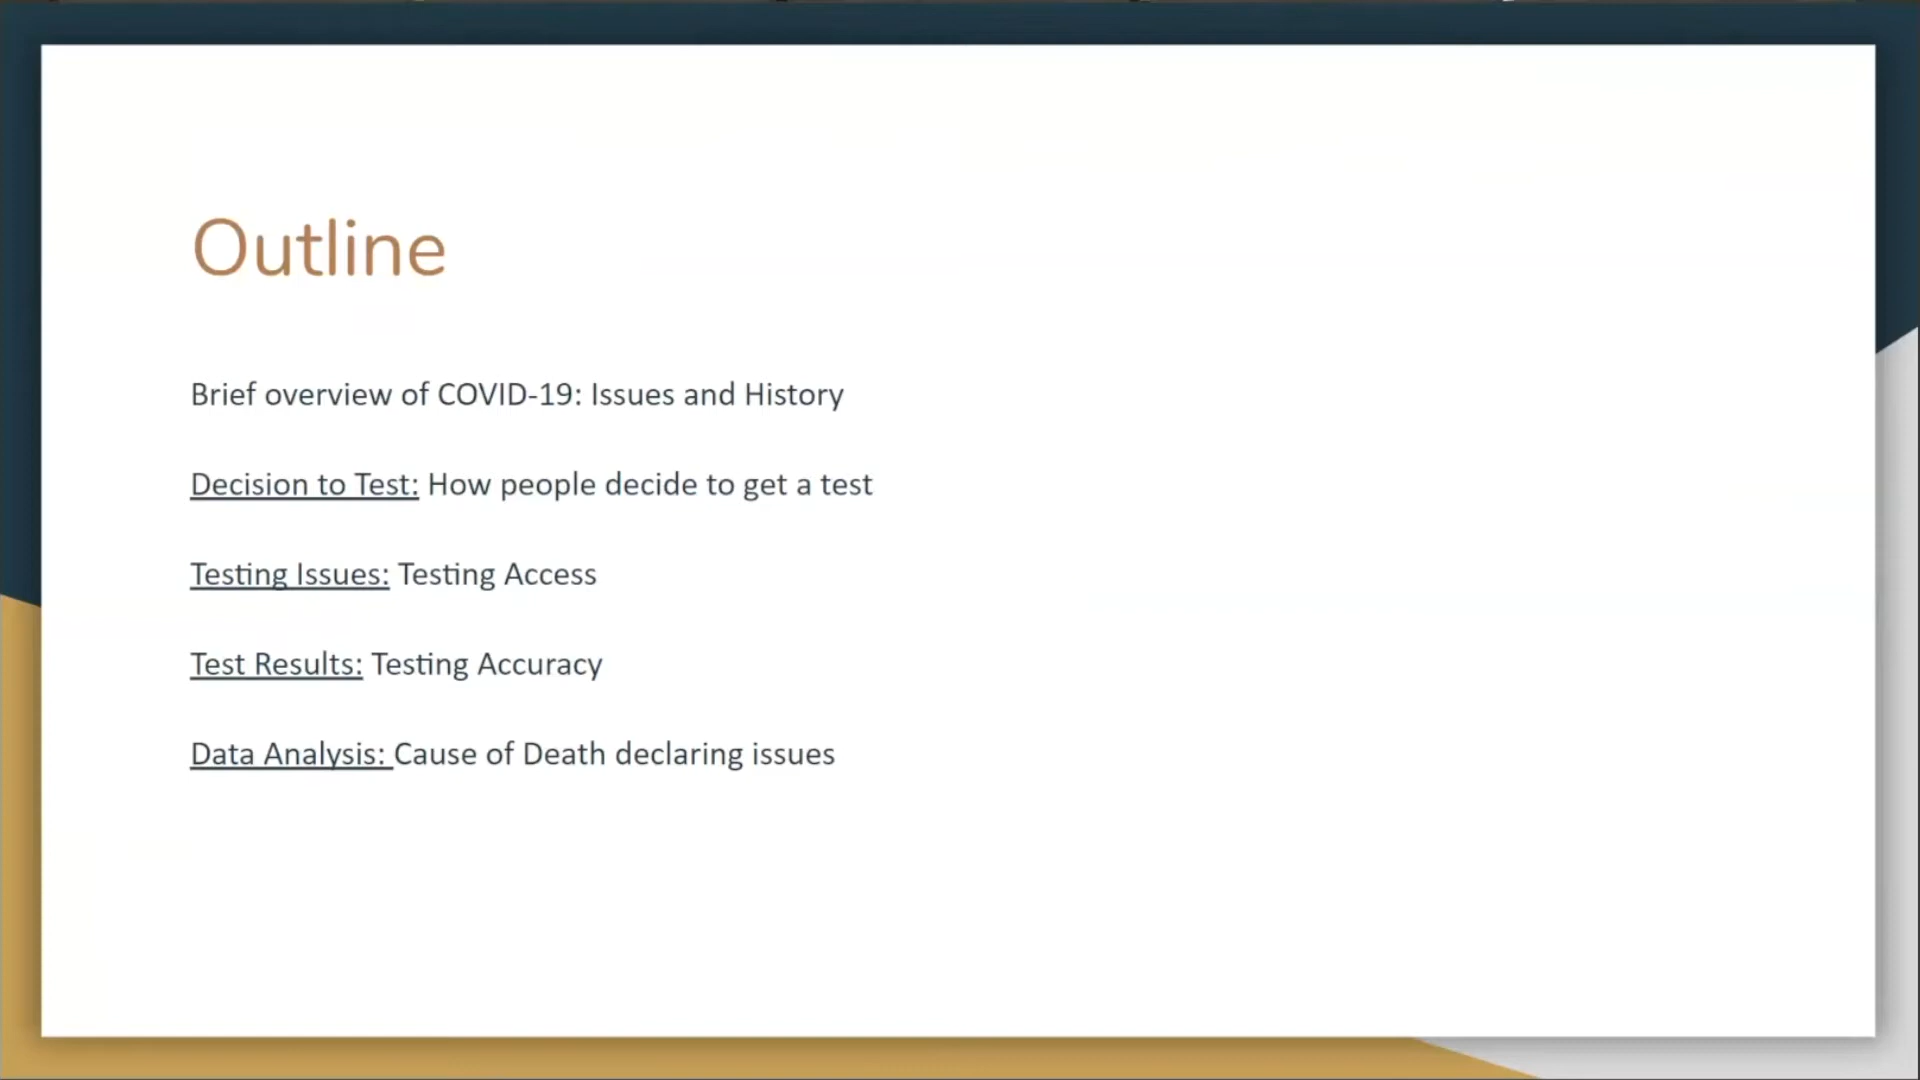 Outline
Brief overview of COVID-19: Issues and History
Decision to Test: How people decide to get a test
Testing Issues: Testing Access
Test Results: Testing Accuracy
Data Analysis: Cause of Death declaring issues